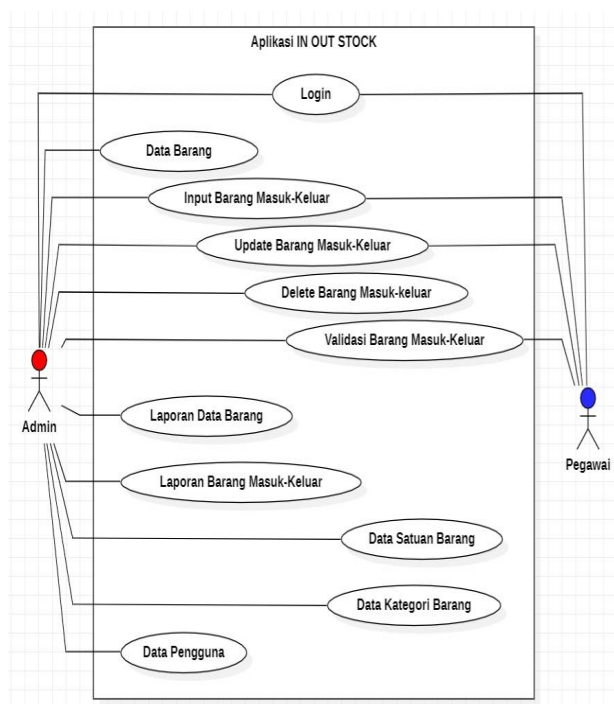 Aplikasi IN OUT STOCK
Login
Data Barang
Input Barang Masuk-Keluar
Update Barang Masuk-Keluar
Delete Barang Masuk-keluar
Validasi Barang Masuk-Keluar
Laporan Data Barang
Admin
Pegawai
Laporan Barang Masuk-Keluar
Data Satuan Barang
Data Kategori Barang
Data Pengguna